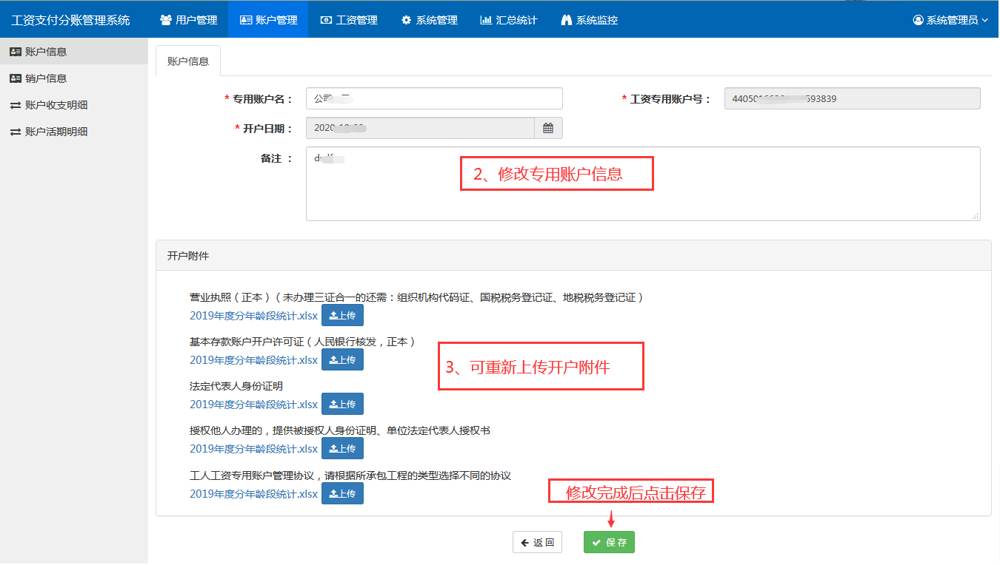 工资支付分账管理系统 用户管理 账户管理 工资管理 系统管理 汇总统计 系统监控 系统管理员
账户信息
销户信息
账户收支明细
账户活期明细
账户信息
* 专用账户名： 公司
* 工资专用账户号： 4405016 593839
* 开户日期： 2020
备注 ： d
2、修改专用账户信息
开户附件
营业执照（正本）（未办理三证合一的还需：组织机构代码证、国税税务登记证、地税税务登记证）
2019年度分年龄段统计.xlsx 上传
基本存款账户开户许可证（人民银行核发，正本）
2019年度分年龄段统计.xlsx 上传
3、可重新上传开户附件
法定代表人身份证明
2019年度分年龄段统计.xlsx 上传
授权他人办理的，提供被授权人身份证明、单位法定代表人授权书
2019年度分年龄段统计.xlsx 上传
工人工资专用账户管理协议，请根据所承包工程的类型选择不同的协议
2019年度分年龄段统计.xlsx 上传
修改完成后点击保存
返回 保存